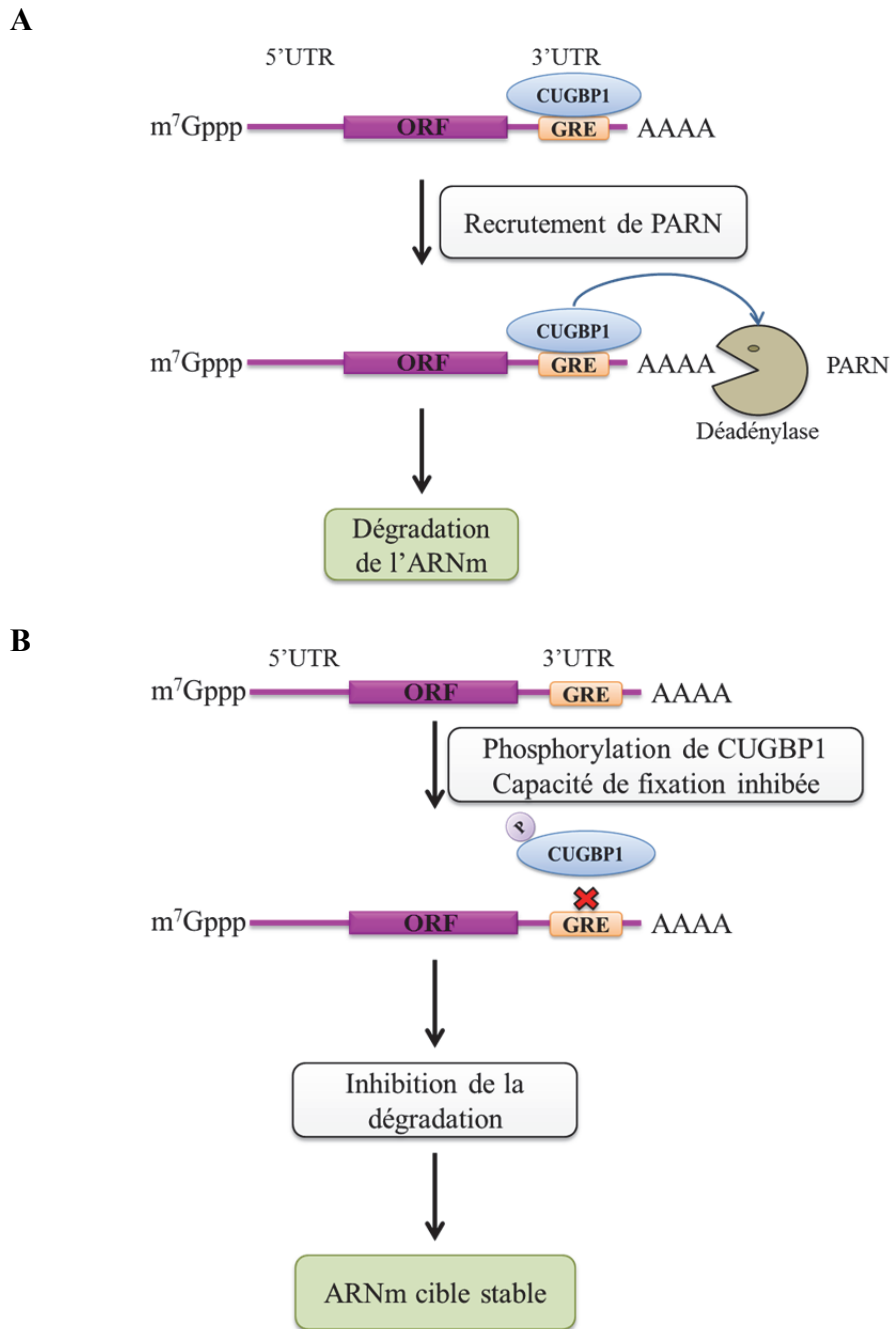 A
5'UTR 3'UTR
CUGBP1
m⁷Gppp ORF GRE AAAA
Recrutement de PARN
CUGBP1
m⁷Gppp ORF GRE AAAA PARN
Déadénylase
Dégradation
de l'ARNm
B
5'UTR 3'UTR
m⁷Gppp ORF GRE AAAA
Phosphorylation de CUGBP1
Capacité de fixation inhibée
P
CUGBP1
m⁷Gppp ORF GRE AAAA
Inhibition de la
dégradation
ARNm cible stable